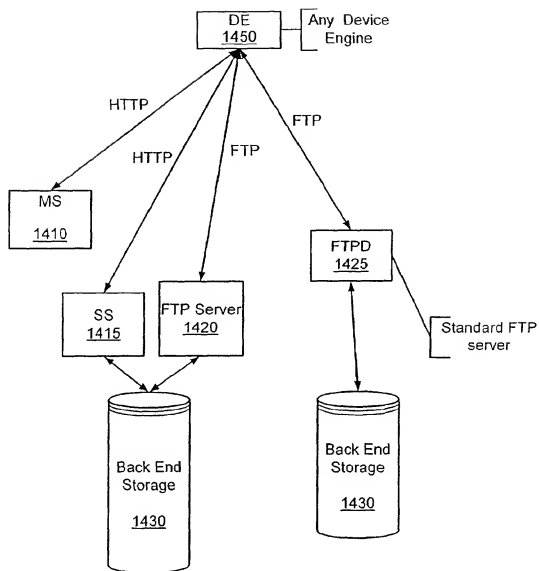 DE
1450
Any Device
Engine
HTTP
HTTP
FTP
FTP
MS
1410
SS
1415
FTP Server
1420
FTPD
1425
Standard FTP
server
Back End
Storage
1430
Back End
Storage
1430